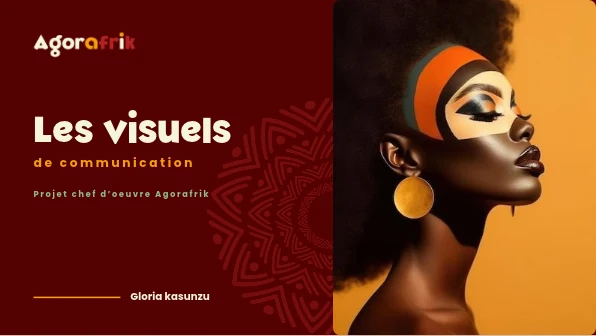 Agorafrik
Les visuels
de communication
Projet chef d'oeuvre Agorafrik
Gloria kasunzu